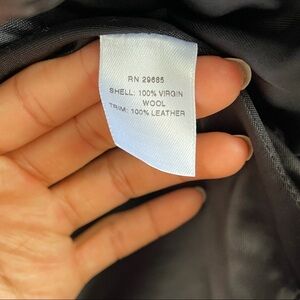 RN 29685
SHELL: 100% VIRGIN
WOOL
TRIM: 100% LEATHER